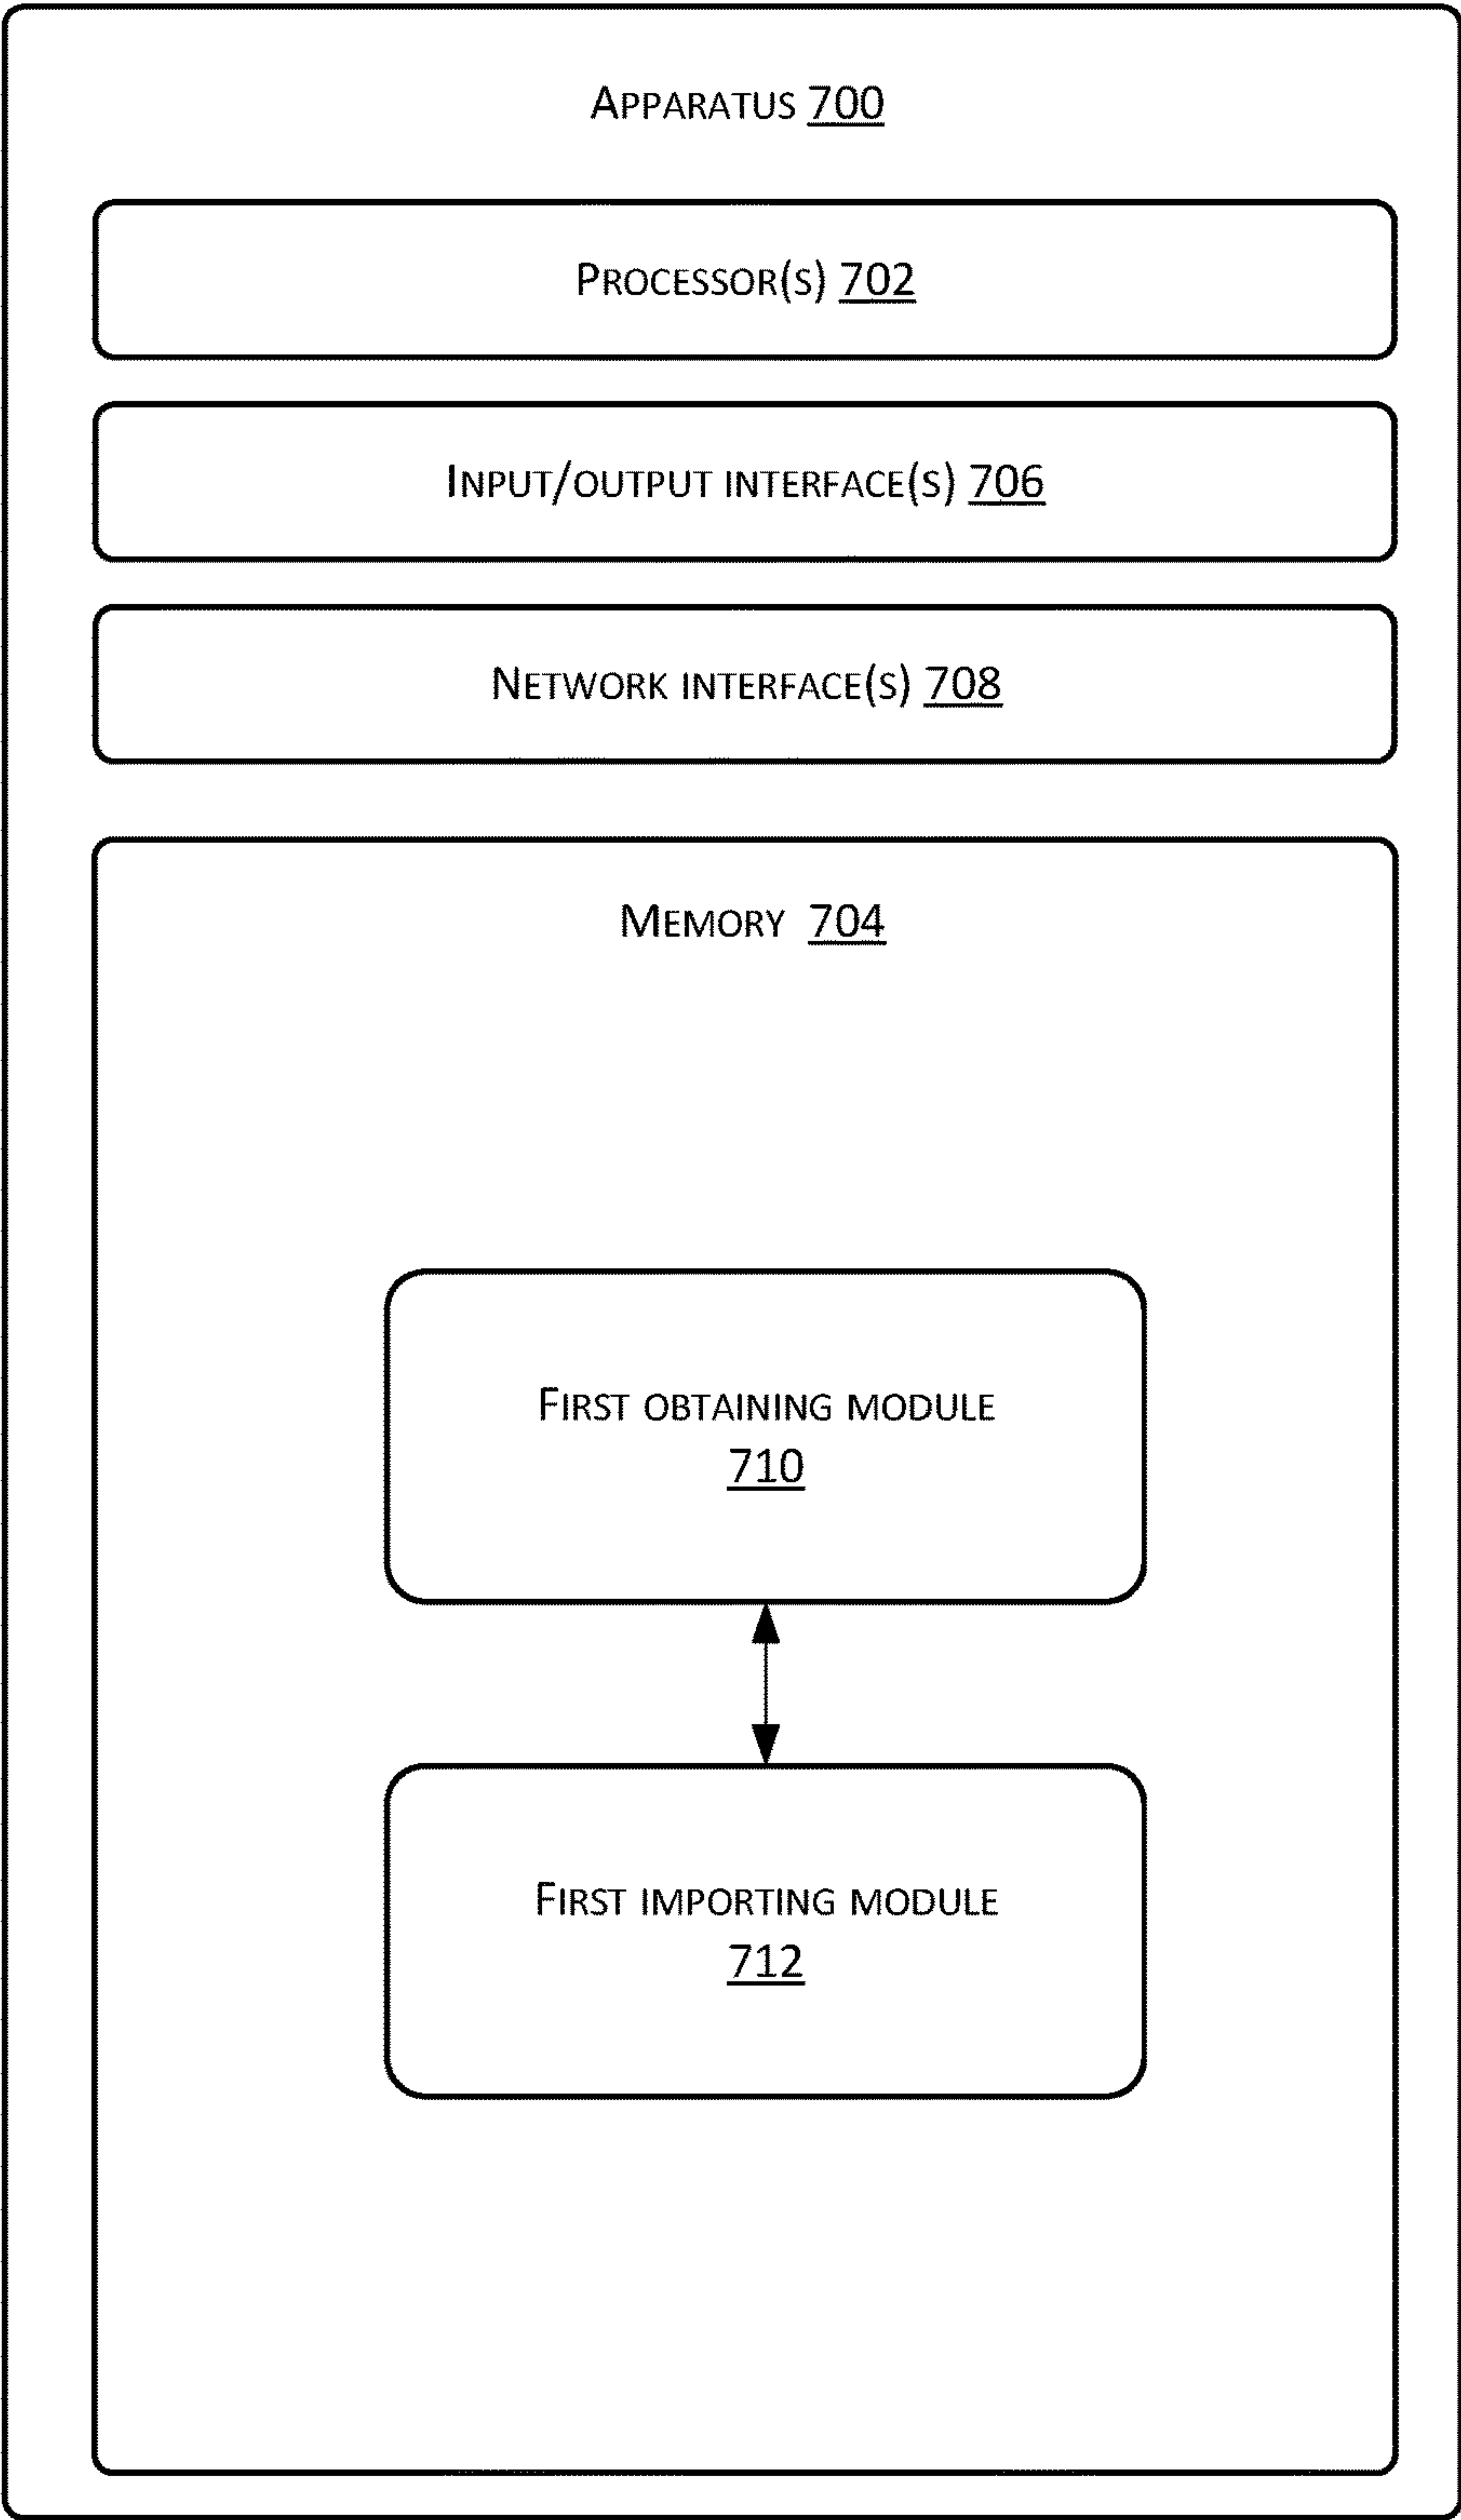 Apparatus 700
Processor(s) 702
Input/output interface(s) 706
Network interface(s) 708
Memory 704
First obtaining module
710
First importing module
712